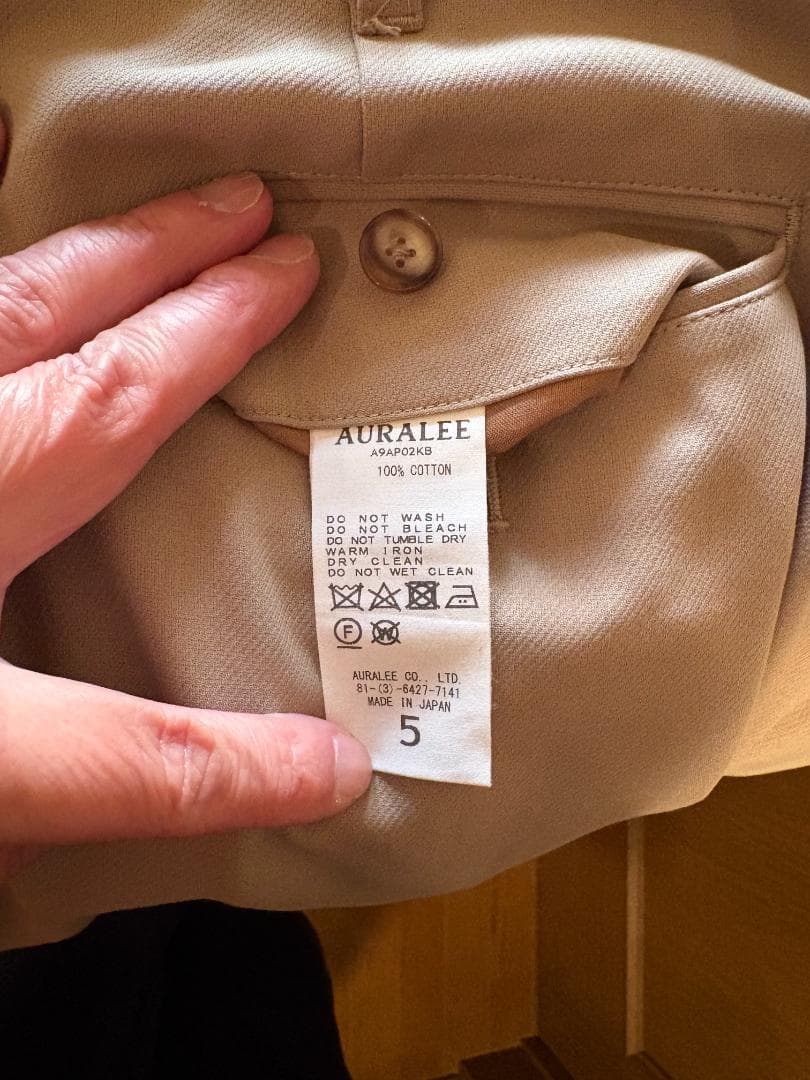 AURALEE
A9AP02KB
100% COTTON
DO NOT WASH
DO NOT BLEACH
DO NOT TUMBLE DRY
WARM IRON
DRY CLEAN
DO NOT WET CLEAN
F W
AURALEE CO., LTD.
81-(3)-6427-7141
MADE IN JAPAN
5